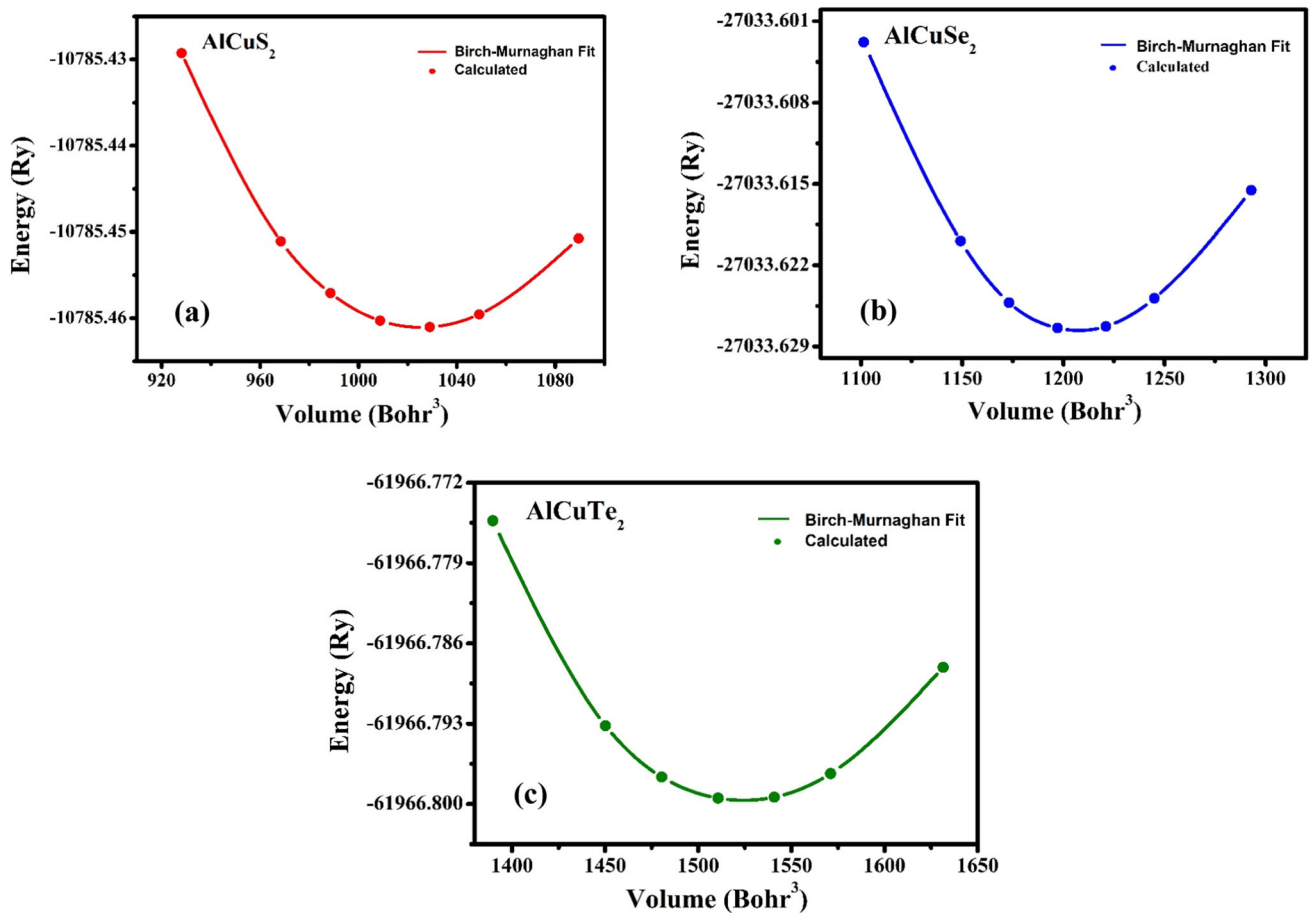 AlCuS₂
Birch-Murnaghan Fit
Calculated
-10785.43
-10785.44
-10785.45
-10785.46
Energy (Ry)
(a)
920 960 1000 1040 1080
Volume (Bohr³)
AlCuSe₂
Birch-Murnaghan Fit
Calculated
-27033.601
-27033.608
-27033.615
-27033.622
-27033.629
Energy (Ry)
(b)
1100 1150 1200 1250 1300
Volume (Bohr³)
AlCuTe₂
Birch-Murnaghan Fit
Calculated
-61966.772
-61966.779
-61966.786
-61966.793
-61966.800
Energy (Ry)
(c)
1400 1450 1500 1550 1600 1650
Volume (Bohr³)